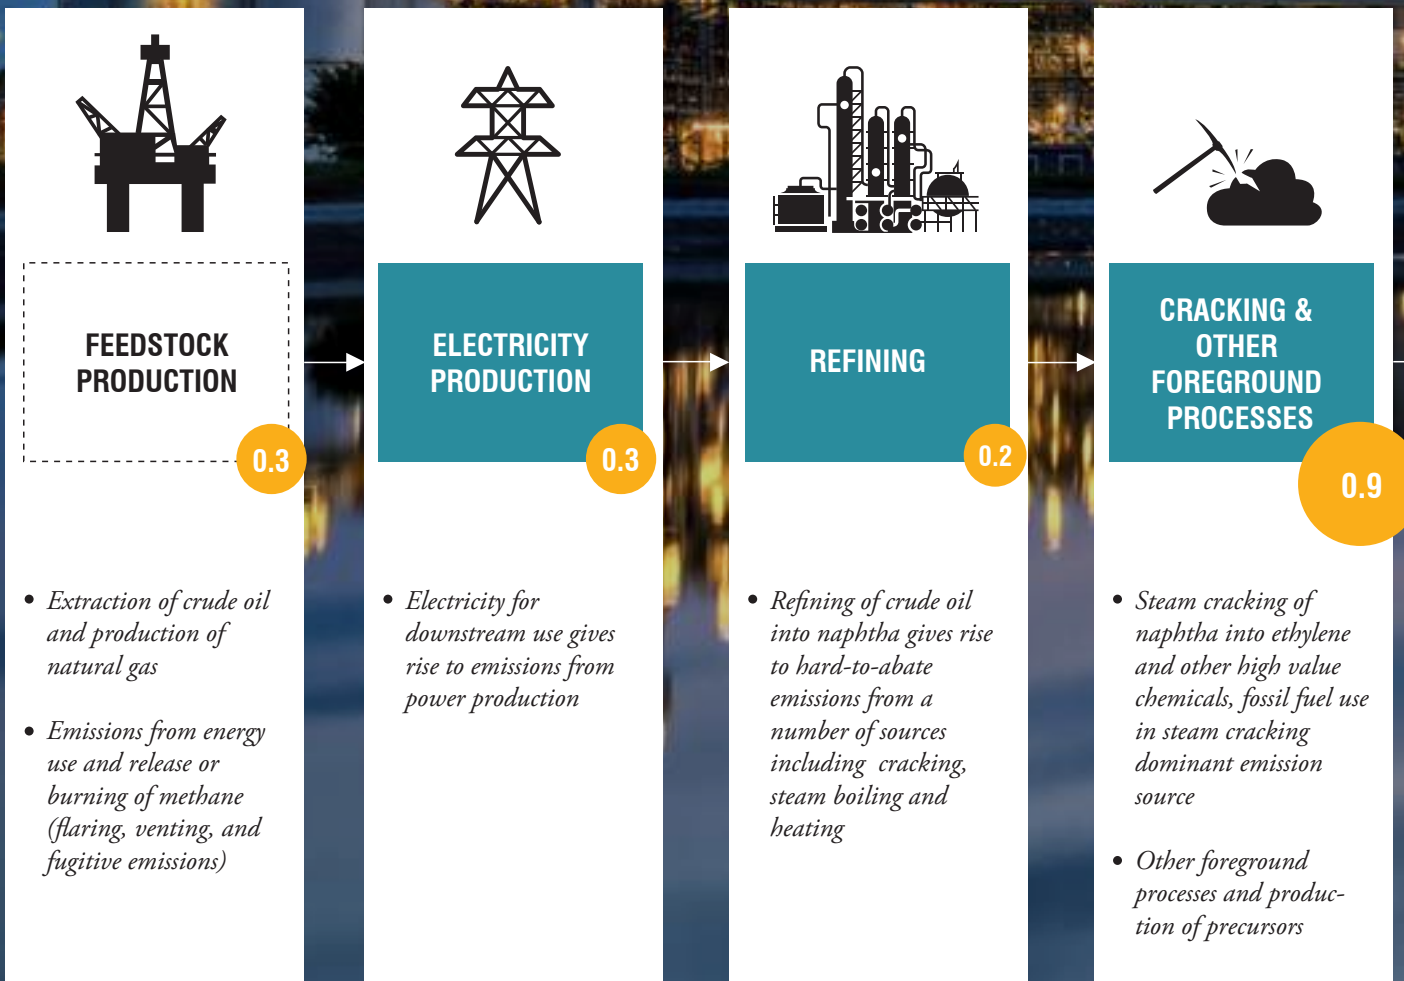 FEEDSTOCK
PRODUCTION
0.3
• Extraction of crude oil
and production of
natural gas
• Emissions from energy
use and release or
burning of methane
(flaring, venting, and
fugitive emissions)
ELECTRICITY
PRODUCTION
0.3
• Electricity for
downstream use gives
rise to emissions from
power production
REFINING
0.2
• Refining of crude oil
into naphtha gives rise
to hard-to-abate
emissions from a
number of sources
including cracking,
steam boiling and
heating
CRACKING &
OTHER
FOREGROUND
PROCESSES
0.9
• Steam cracking of
naphtha into ethylene
and other high value
chemicals, fossil fuel use
in steam cracking
dominant emission
source
• Other foreground
processes and produc-
tion of precursors